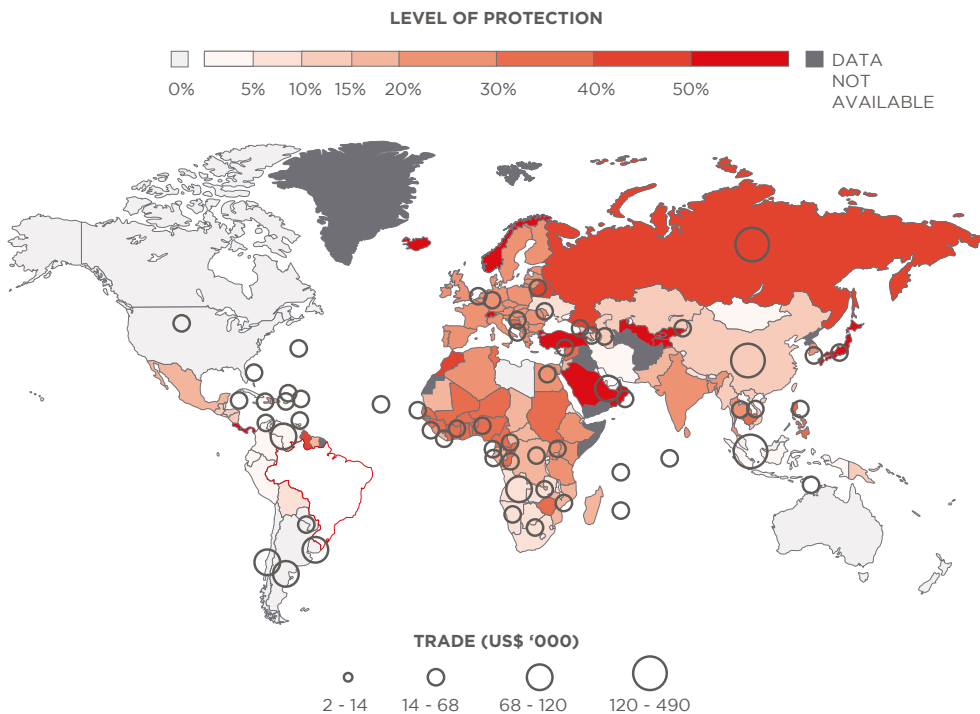 LEVEL OF PROTECTION
0% 5% 10% 15% 20% 30% 40% 50%
DATA
NOT
AVAILABLE
TRADE (US$ ‘000)
2 - 14 14 - 68 68 - 120 120 - 490